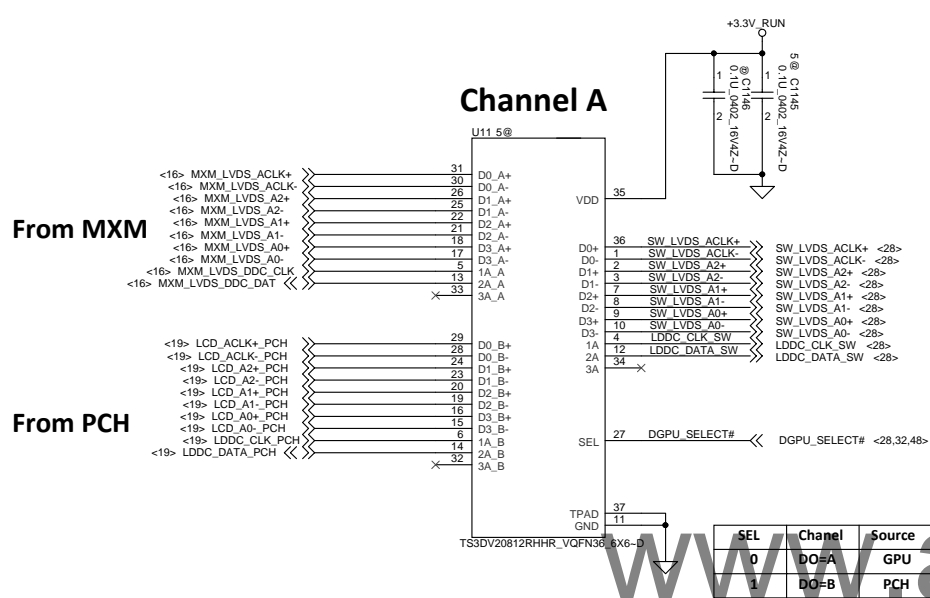 +3.3V_RUN
5@ C1145
0.1U_0402_16V4Z~D
@ C1146
0.1U_0402_16V4Z~D
1
1
2
2
Channel A
U11 5@
<16> MXM_LVDS_ACLK+ 31 D0_A+
<16> MXM_LVDS_ACLK- 30 D0_A-
<16> MXM_LVDS_A2+ 26 D1_A+
<16> MXM_LVDS_A2- 25 D1_A-
<16> MXM_LVDS_A1+ 22 D2_A+
<16> MXM_LVDS_A1- 21 D2_A-
<16> MXM_LVDS_A0+ 18 D3_A+
<16> MXM_LVDS_A0- 17 D3_A-
<16> MXM_LVDS_DDC_CLK 5 1A_A
<16> MXM_LVDS_DDC_DAT 13 2A_A
33 3A_A
From MXM
VDD 35
D0+ 36 SW_LVDS_ACLK+ SW_LVDS_ACLK+ <28>
D0- 1 SW_LVDS_ACLK- SW_LVDS_ACLK- <28>
D1+ 2 SW_LVDS_A2+ SW_LVDS_A2+ <28>
D1- 3 SW_LVDS_A2- SW_LVDS_A2- <28>
D2+ 7 SW_LVDS_A1+ SW_LVDS_A1+ <28>
D2- 8 SW_LVDS_A1- SW_LVDS_A1- <28>
D3+ 9 SW_LVDS_A0+ SW_LVDS_A0+ <28>
D3- 10 SW_LVDS_A0- SW_LVDS_A0- <28>
1A 4 LDDC_CLK_SW LDDC_CLK_SW <28>
2A 12 LDDC_DATA_SW LDDC_DATA_SW <28>
3A 34
<19> LCD_ACLK+_PCH 29 D0_B+
<19> LCD_ACLK-_PCH 28 D0_B-
<19> LCD_A2+_PCH 24 D1_B+
<19> LCD_A2-_PCH 23 D1_B-
<19> LCD_A1+_PCH 20 D2_B+
<19> LCD_A1-_PCH 19 D2_B-
<19> LCD_A0+_PCH 16 D3_B+
<19> LCD_A0-_PCH 15 D3_B-
<19> LDDC_CLK_PCH 6 1A_B
<19> LDDC_DATA_PCH 14 2A_B
32 3A_B
From PCH
SEL 27 DGPU_SELECT# DGPU_SELECT# <28,32,48>
TPAD 37
GND 11
TS3DV20812RHHR_VQFN36_6X6~D
SEL Chanel Source
0 DO=A GPU
1 DO=B PCH
www.a